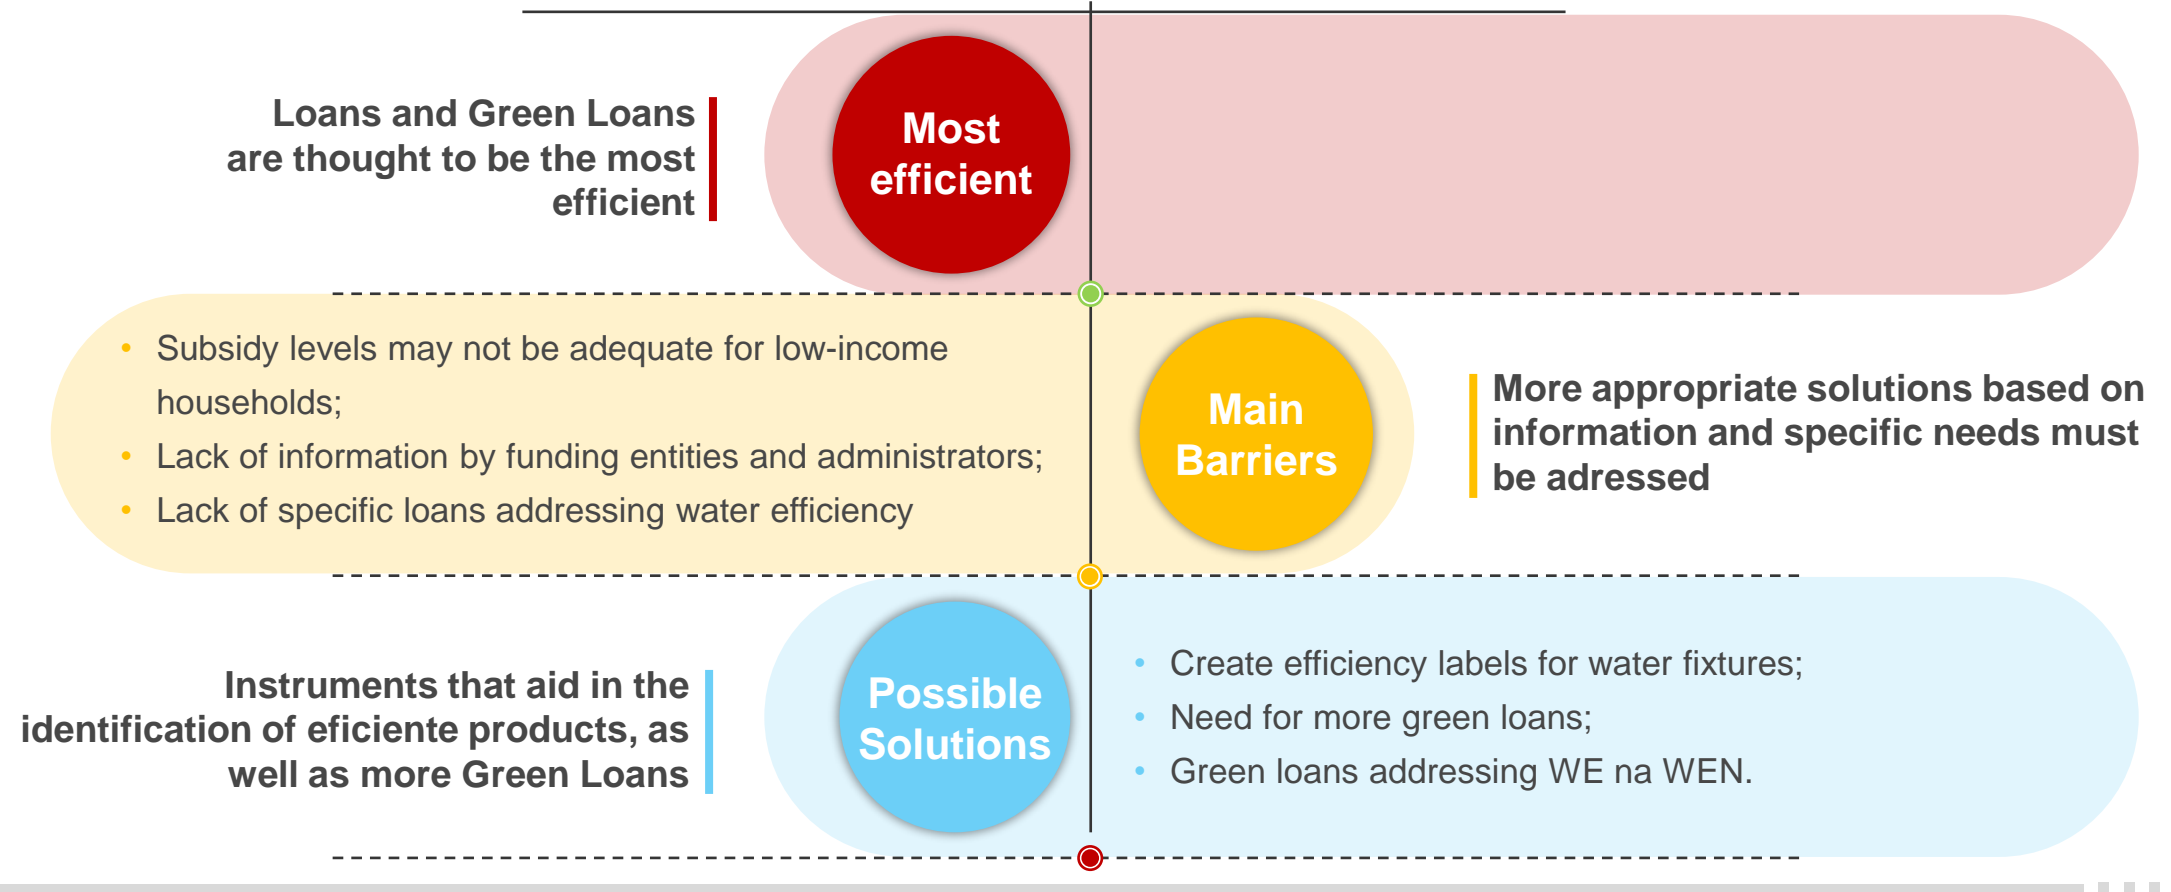 Loans and Green Loans
are thought to be the most
efficient
Most
efficient
• Subsidy levels may not be adequate for low-income
households;
• Lack of information by funding entities and administrators;
• Lack of specific loans addressing water efficiency
Main
Barriers
More appropriate solutions based on
information and specific needs must
be adressed
Instruments that aid in the
identification of eficiente products, as
well as more Green Loans
Possible
Solutions
• Create efficiency labels for water fixtures;
• Need for more green loans;
• Green loans addressing WE na WEN.